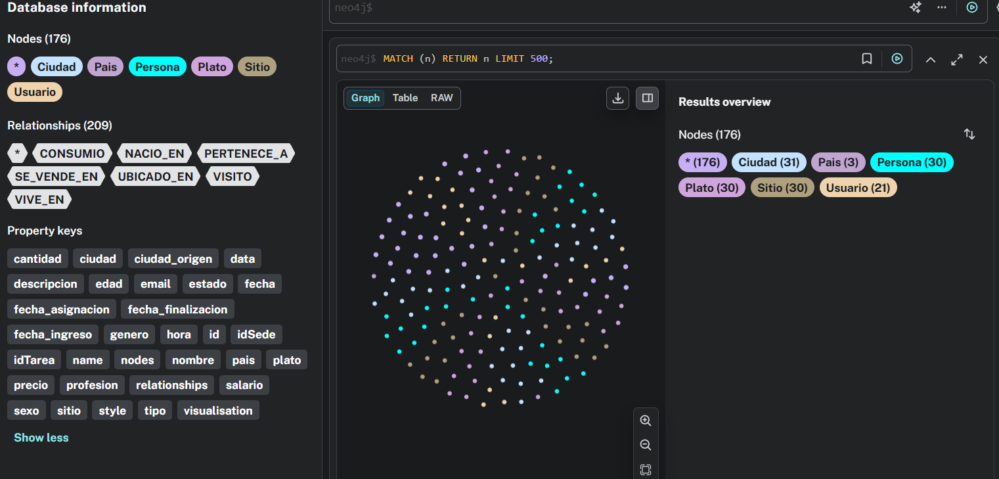 Database information
Nodes (176)
* Ciudad Pais Persona Plato Sitio
Usuario
Relationships (209)
* CONSUMIO NACIO_EN PERTENECE_A
SE_VENDE_EN UBICADO_EN VISITO
VIVE_EN
Property keys
cantidad ciudad ciudad_origen data
descripcion edad email estado fecha
fecha_asignacion fecha_finalizacion
fecha_ingreso genero hora id idSede
idTarea name nodes nombre pais plato
precio profesion relationships salario
sexo sitio style tipo visualisation
Show less
neo4j$
neo4j$ MATCH (n) RETURN n LIMIT 500;
Graph Table RAW
Results overview
Nodes (176)
* (176) Ciudad (31) Pais (3) Persona (30)
Plato (30) Sitio (30) Usuario (21)